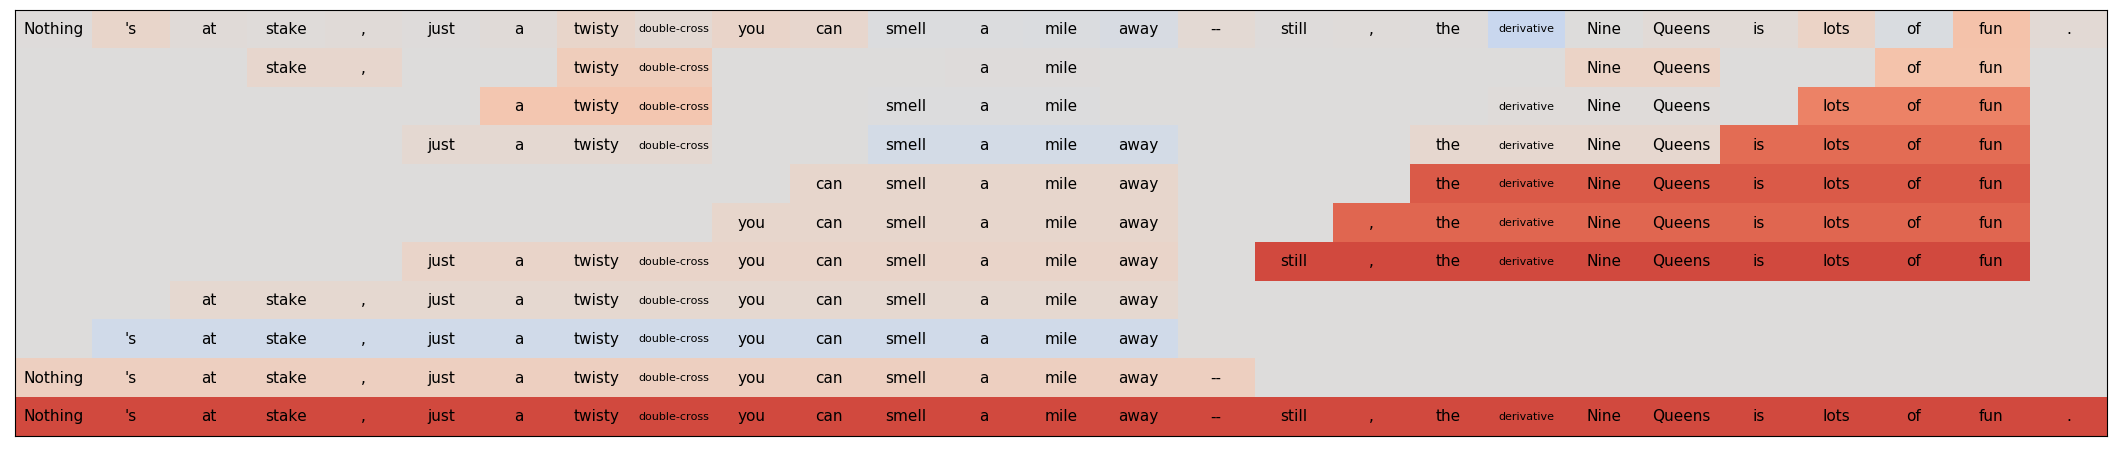 Nothing 's at stake , just a twisty double-cross you can smell a mile away -- still , the derivative Nine Queens is lots of fun .
stake , twisty double-cross a mile Nine Queens of fun
a twisty double-cross smell a mile derivative Nine Queens lots of fun
just a twisty double-cross smell a mile away the derivative Nine Queens is lots of fun
can smell a mile away the derivative Nine Queens is lots of fun
you can smell a mile away , the derivative Nine Queens is lots of fun
just a twisty double-cross you can smell a mile away still , the derivative Nine Queens is lots of fun
at stake , just a twisty double-cross you can smell a mile away
's at stake , just a twisty double-cross you can smell a mile away
Nothing 's at stake , just a twisty double-cross you can smell a mile away --
Nothing 's at stake , just a twisty double-cross you can smell a mile away -- still , the derivative Nine Queens is lots of fun .